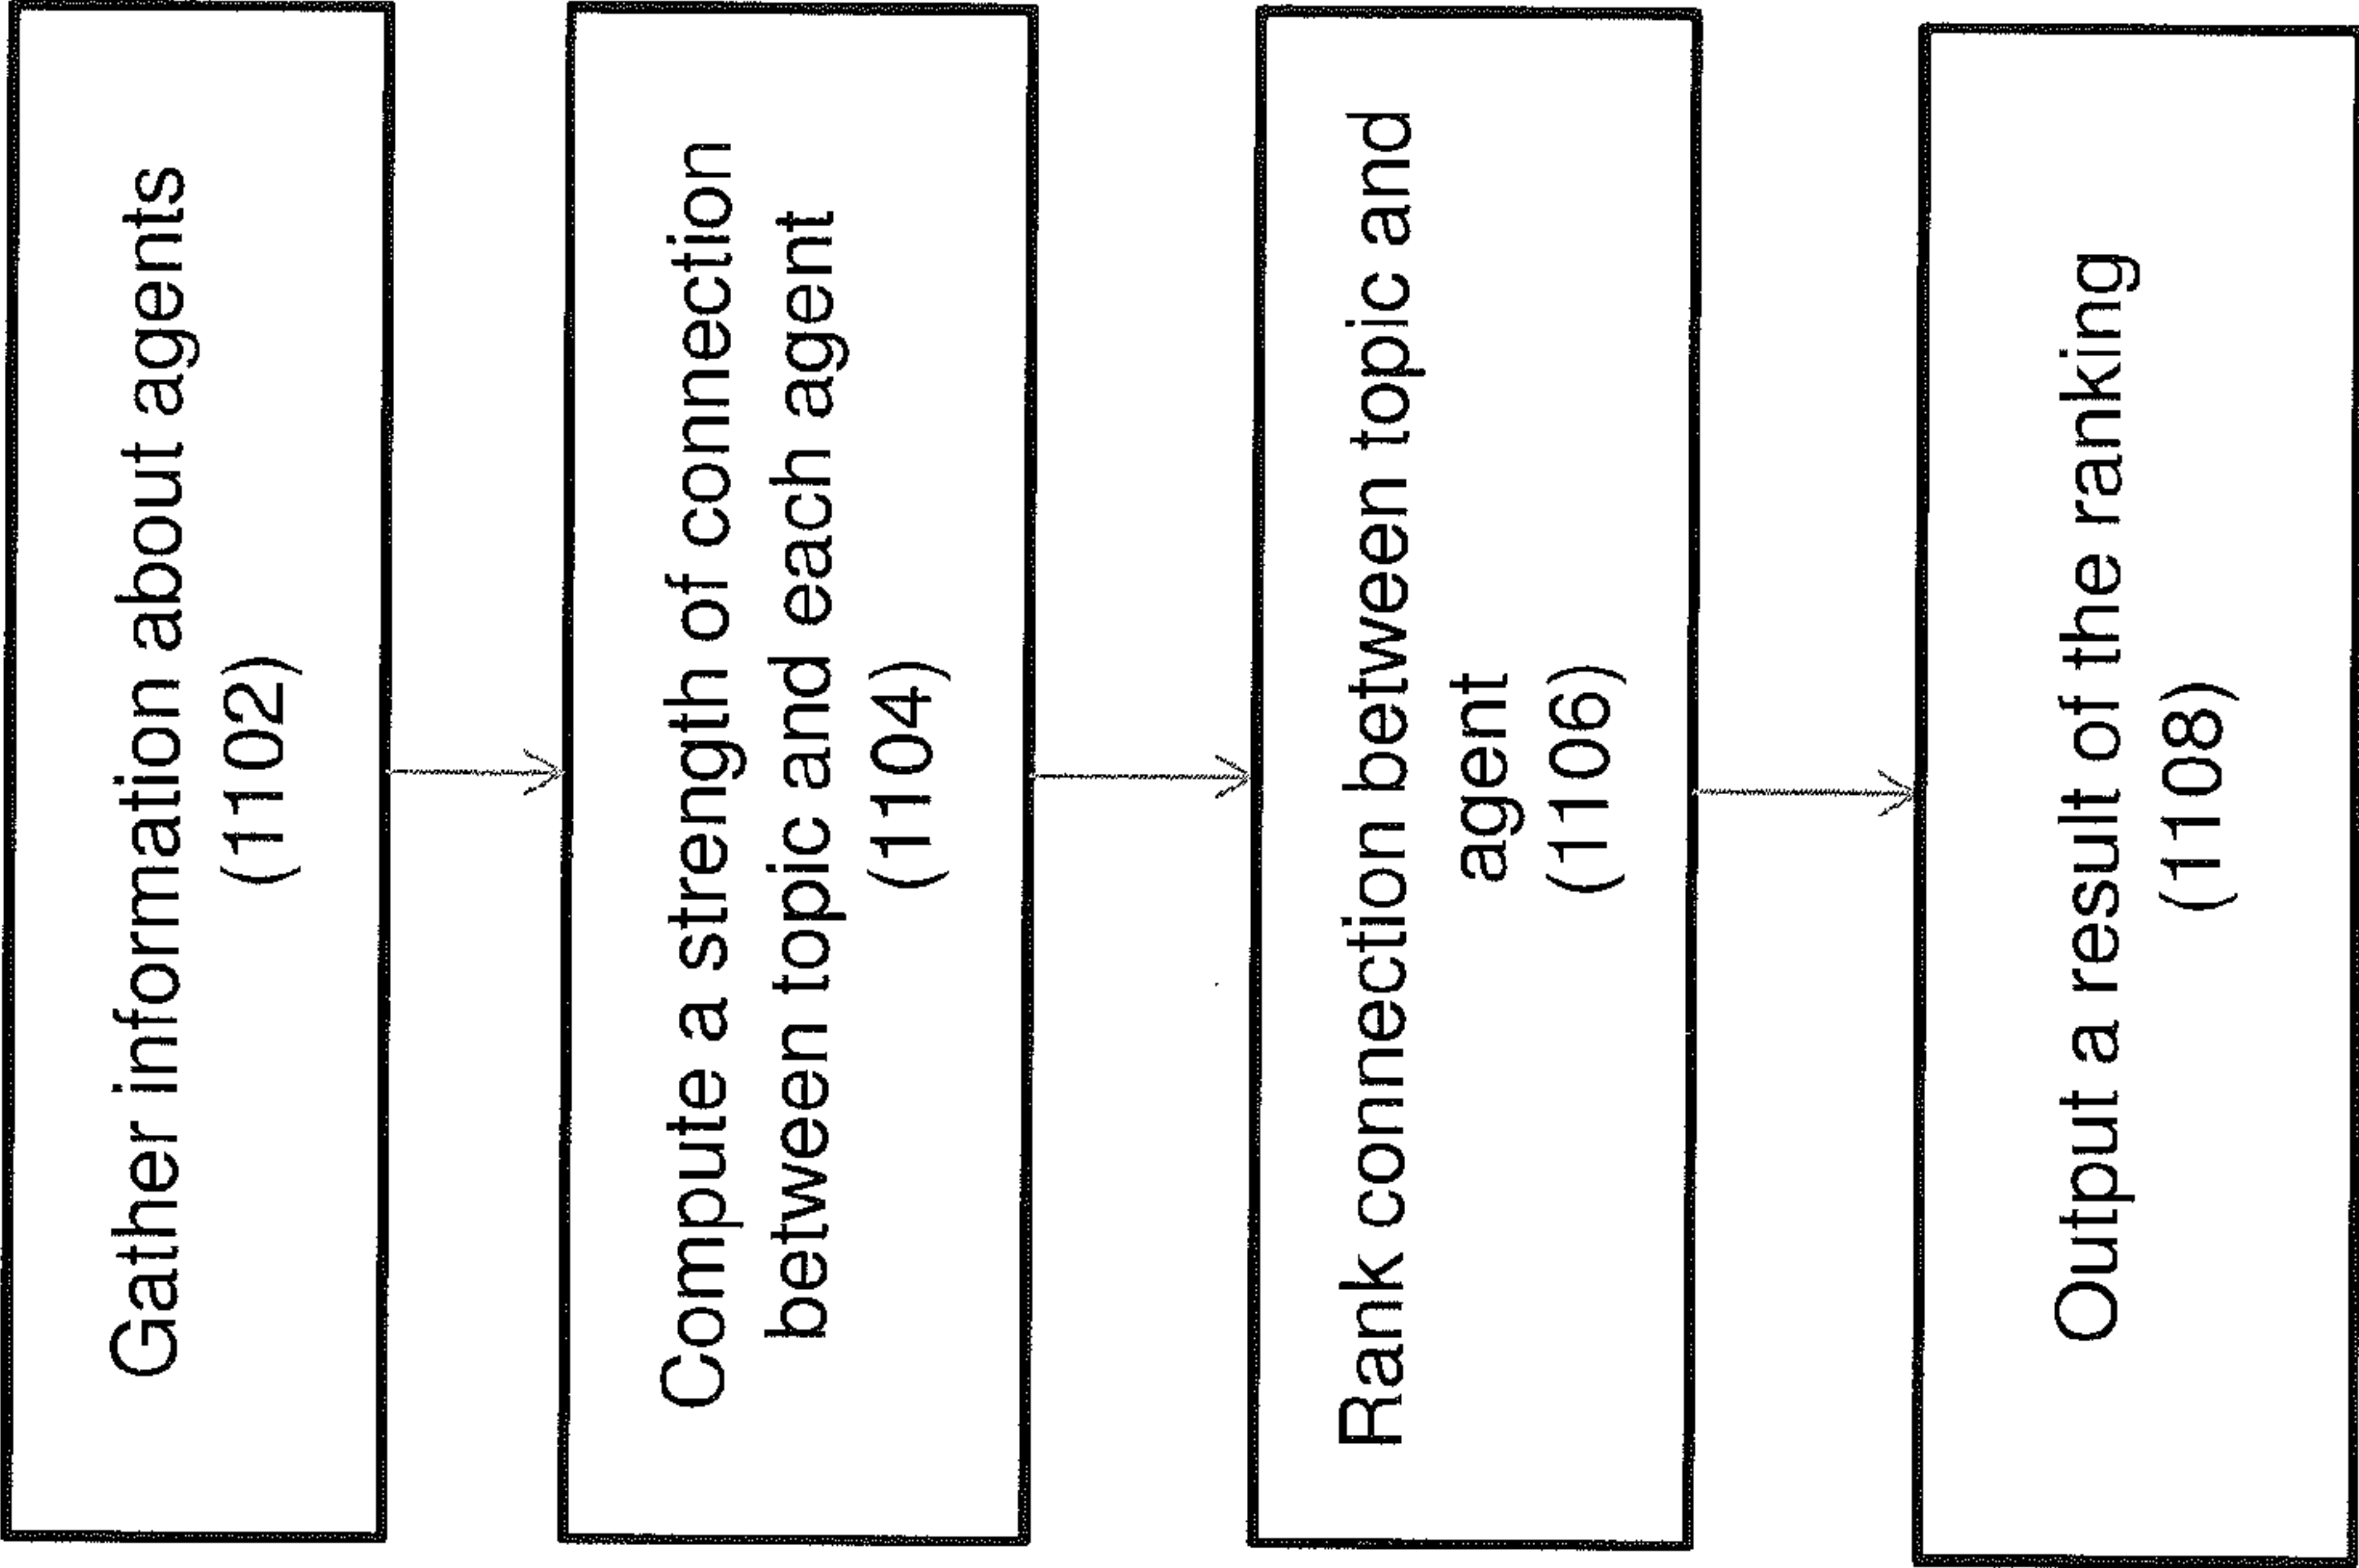 Gather information about agents
(1102)
Compute a strength of connection
between topic and each agent
(1104)
Rank connection between topic and
agent
(1106)
Output a result of the ranking
(1108)